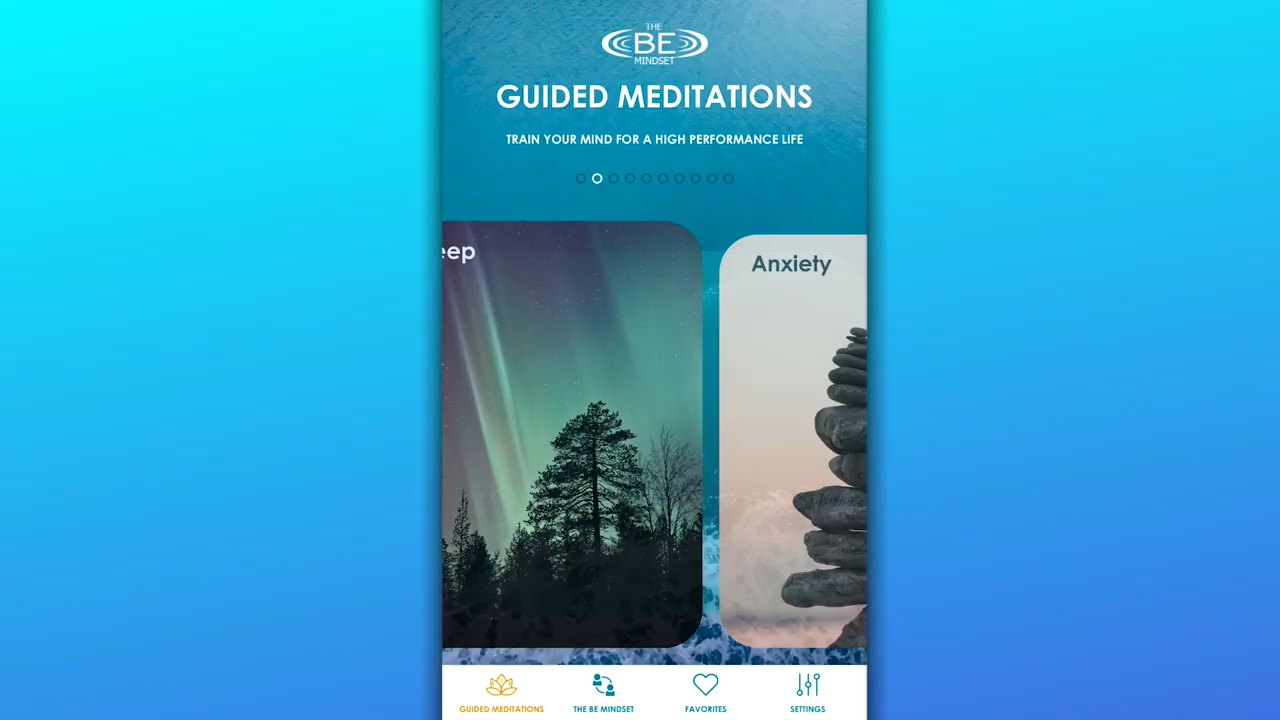 THE
BE
MINDSET
GUIDED MEDITATIONS
TRAIN YOUR MIND FOR A HIGH PERFORMANCE LIFE
eep
Anxiety
GUIDED MEDITATIONS
THE BE MINDSET
FAVORITES
SETTINGS